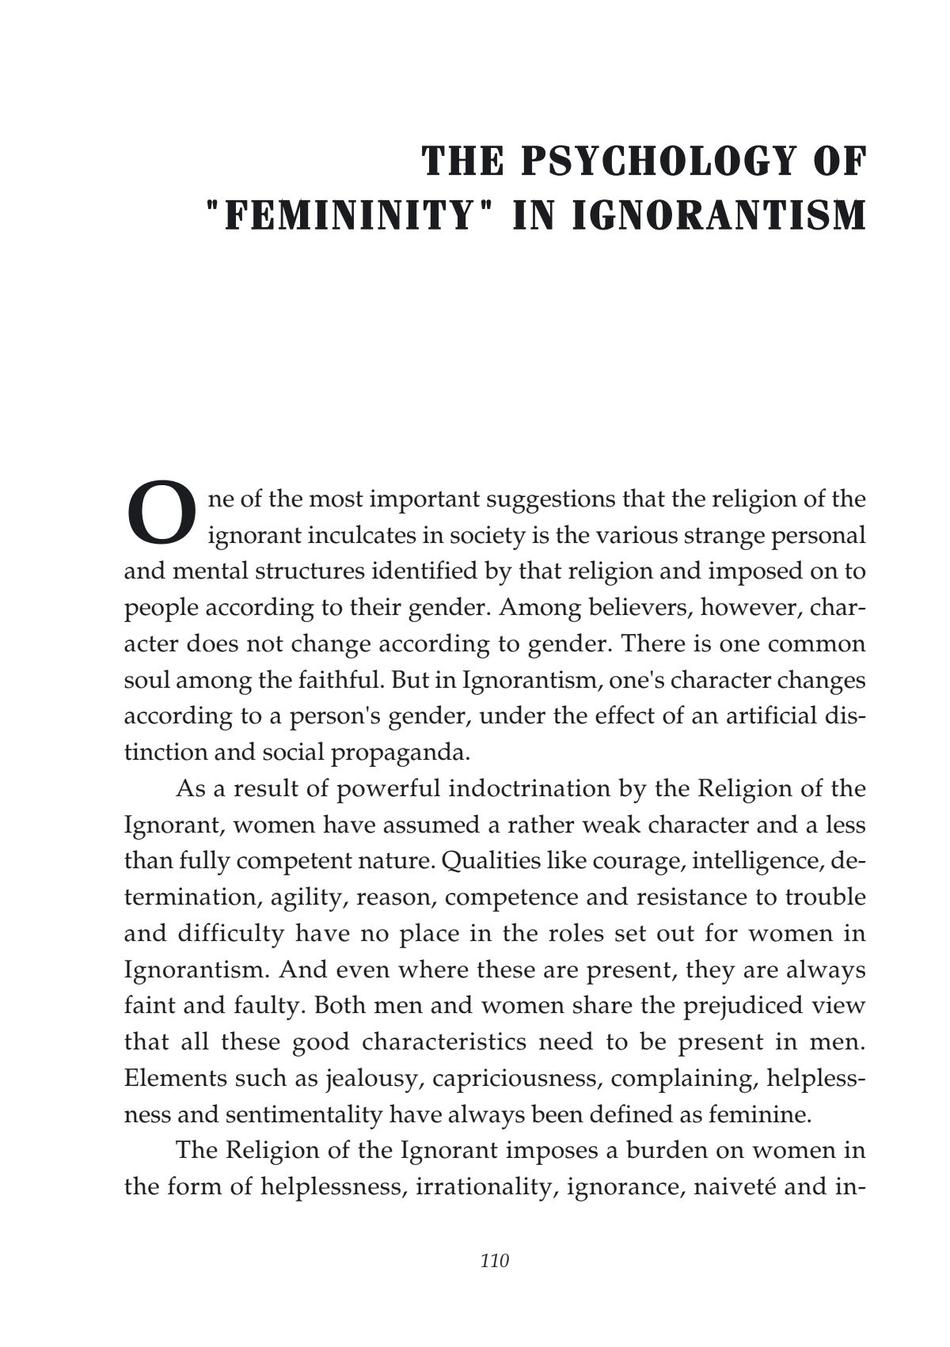 THE PSYCHOLOGY OF
"FEMININITY" IN IGNORANTISM
One of the most important suggestions that the religion of the
ignorant inculcates in society is the various strange personal
and mental structures identified by that religion and imposed on to
people according to their gender. Among believers, however, char-
acter does not change according to gender. There is one common
soul among the faithful. But in Ignorantism, one's character changes
according to a person's gender, under the effect of an artificial dis-
tinction and social propaganda.
As a result of powerful indoctrination by the Religion of the
Ignorant, women have assumed a rather weak character and a less
than fully competent nature. Qualities like courage, intelligence, de-
termination, agility, reason, competence and resistance to trouble
and difficulty have no place in the roles set out for women in
Ignorantism. And even where these are present, they are always
faint and faulty. Both men and women share the prejudiced view
that all these good characteristics need to be present in men.
Elements such as jealousy, capriciousness, complaining, helpless-
ness and sentimentality have always been defined as feminine.
The Religion of the Ignorant imposes a burden on women in
the form of helplessness, irrationality, ignorance, naiveté and in-
110